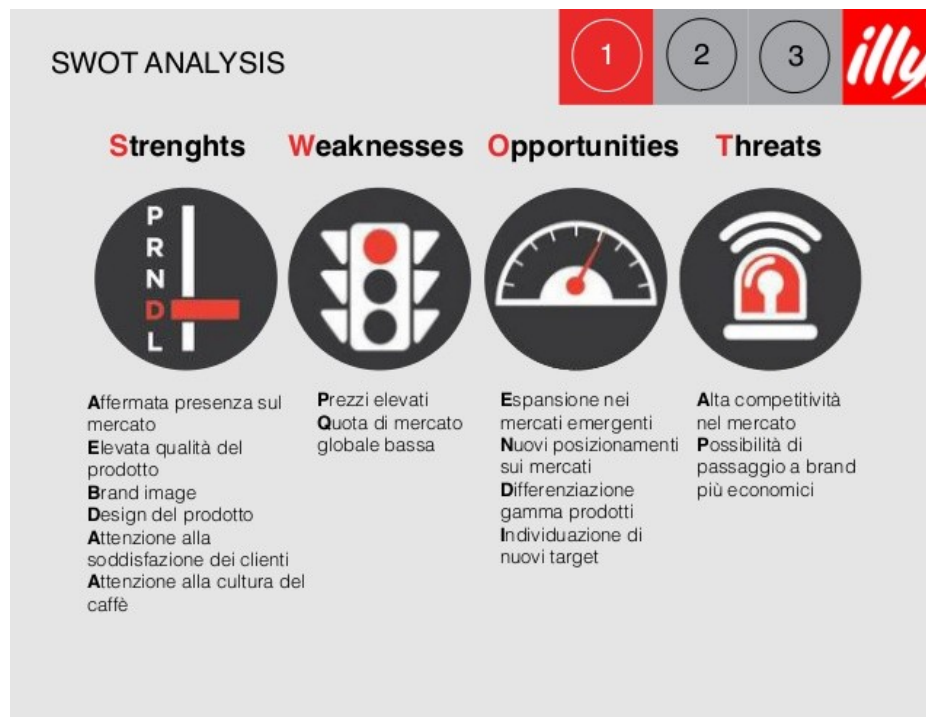 SWOT ANALYSIS
1
2
3
illy
Strenghts
Weaknesses
Opportunities
Threats
P
R
N
D
L
Affermata presenza sul
mercato
Elevata qualità del
prodotto
Brand image
Design del prodotto
Attenzione alla
soddisfazione dei clienti
Attenzione alla cultura del
caffè
Prezzi elevati
Quota di mercato
globale bassa
Espansione nei
mercati emergenti
Nuovi posizionamenti
sui mercati
Differenziazione
gamma prodotti
Individuazione di
nuovi target
Alta competitività
nel mercato
Possibilità di
passaggio a brand
più economici